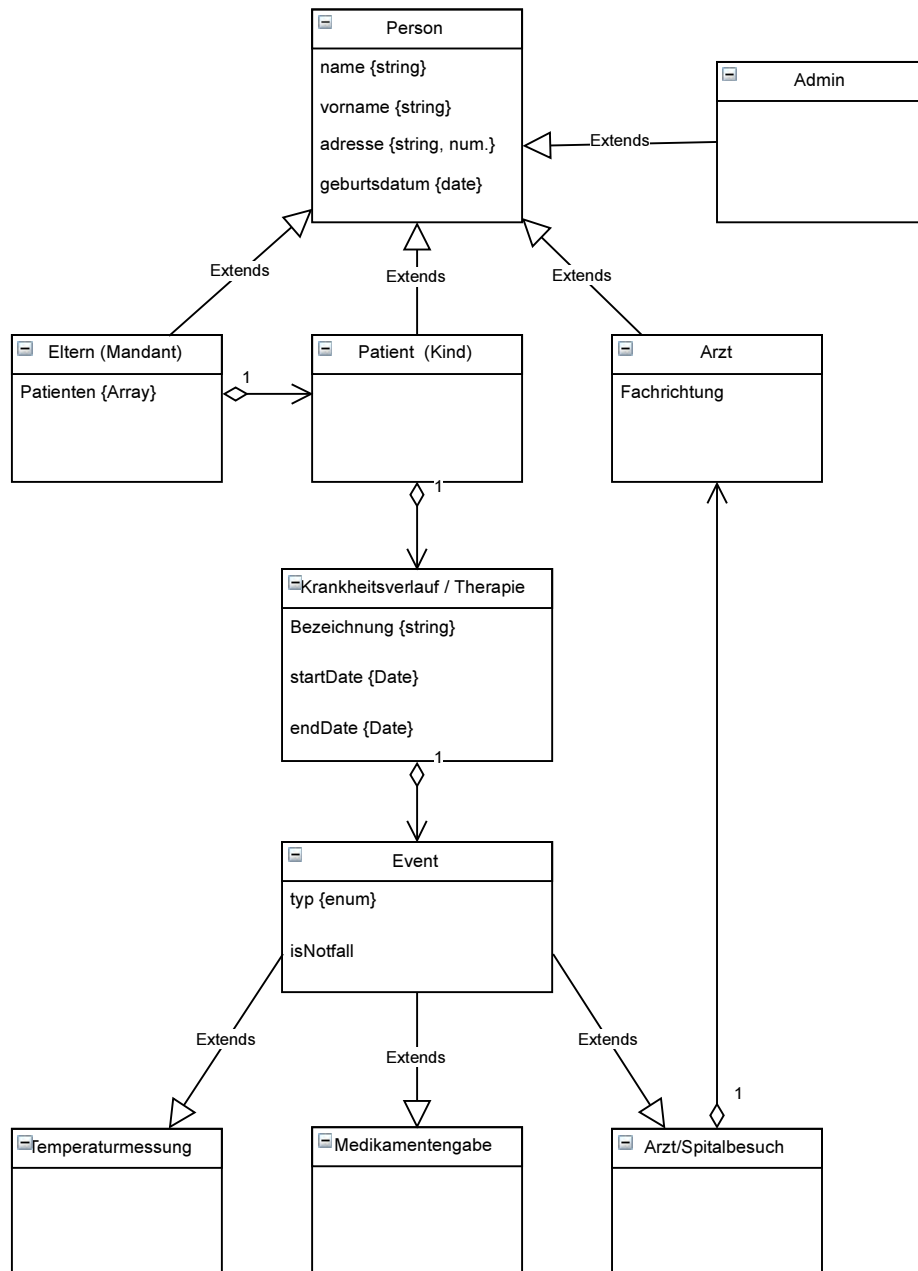 Person
name {string}
vorname {string}
adresse {string, num.}
geburtsdatum {date}
Admin
Extends
Extends
Extends
Extends
Eltern (Mandant)
Patienten {Array}
1
Patient (Kind)
Arzt
Fachrichtung
1
Krankheitsverlauf / Therapie
Bezeichnung {string}
startDate {Date}
endDate {Date}
1
Event
typ {enum}
isNotfall
Extends
Extends
Extends
1
Temperaturmessung
Medikamentengabe
Arzt/Spitalbesuch